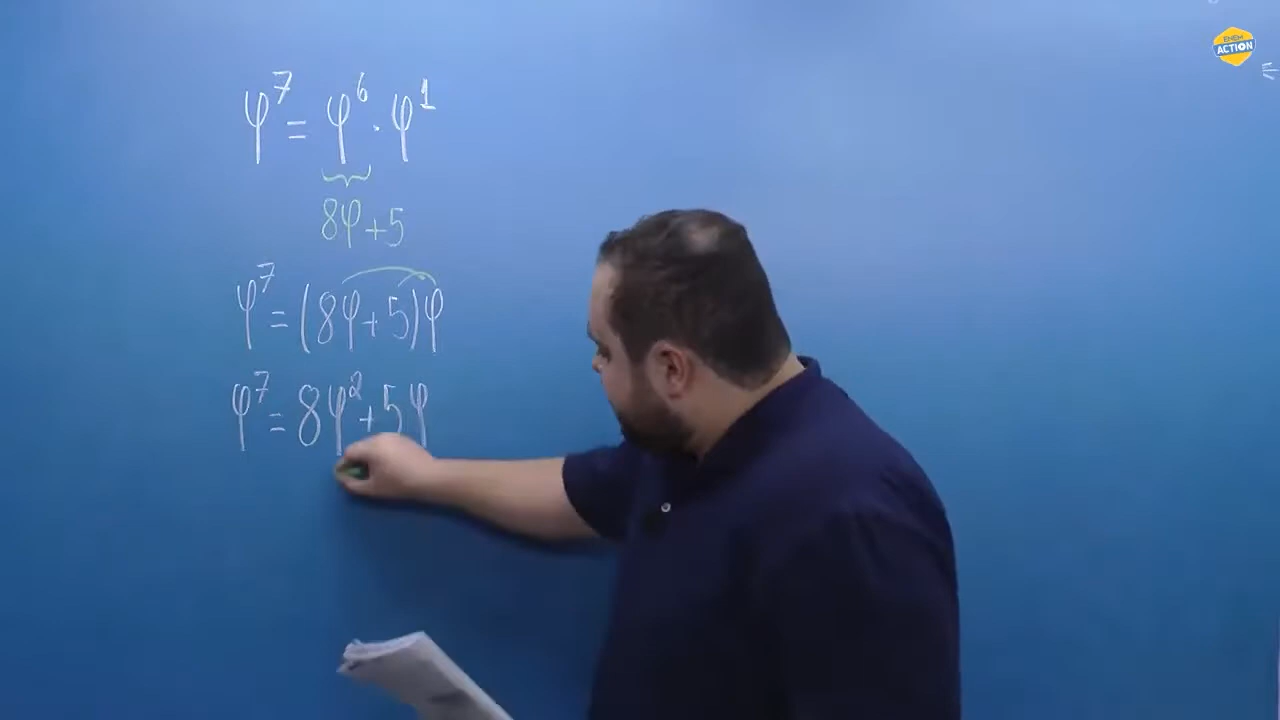 φ⁷ = φ⁶ · φ¹
8φ + 5
φ⁷ = (8φ + 5)φ
φ⁷ = 8φ² + 5φ
ENEM
ACTION